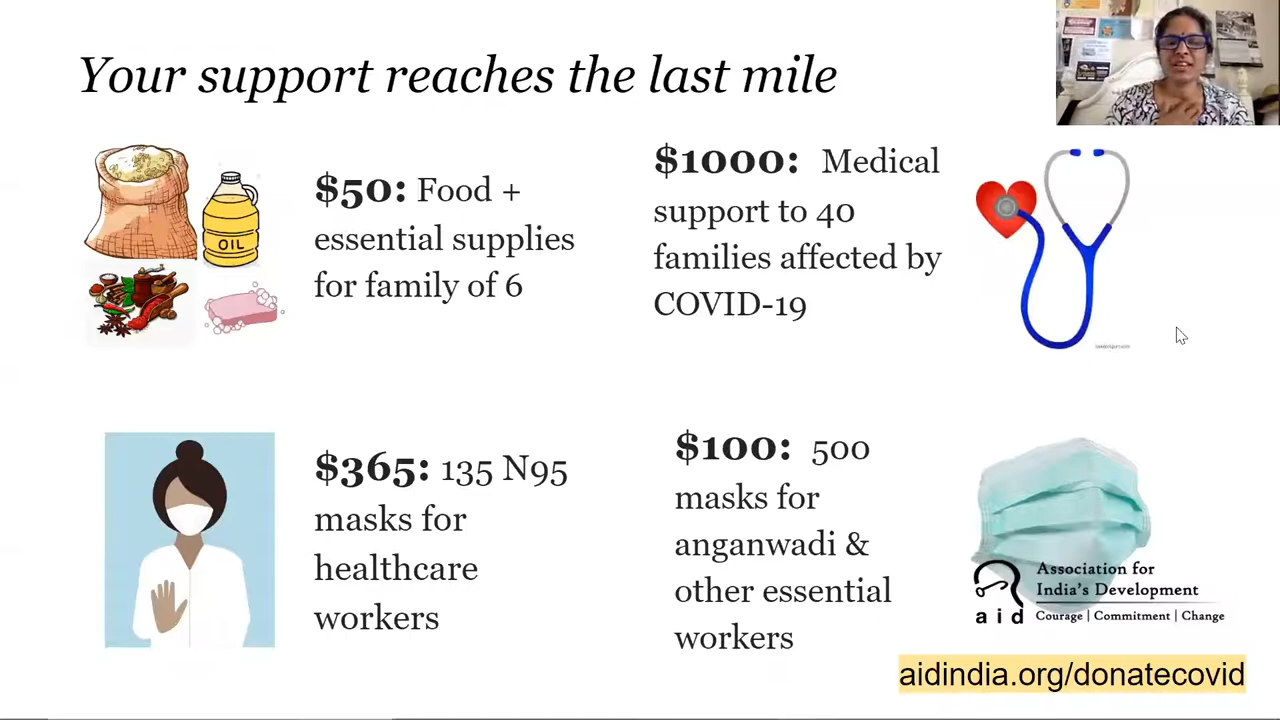 Your support reaches the last mile
$50: Food +
essential supplies
for family of 6
OIL
$1000: Medical
support to 40
families affected by
COVID-19
$365: 135 N95
masks for
healthcare
workers
$100: 500
masks for
anganwadi &
other essential
workers
aid
Association for
India's Development
Courage | Commitment | Change
aidindia.org/donatecovid